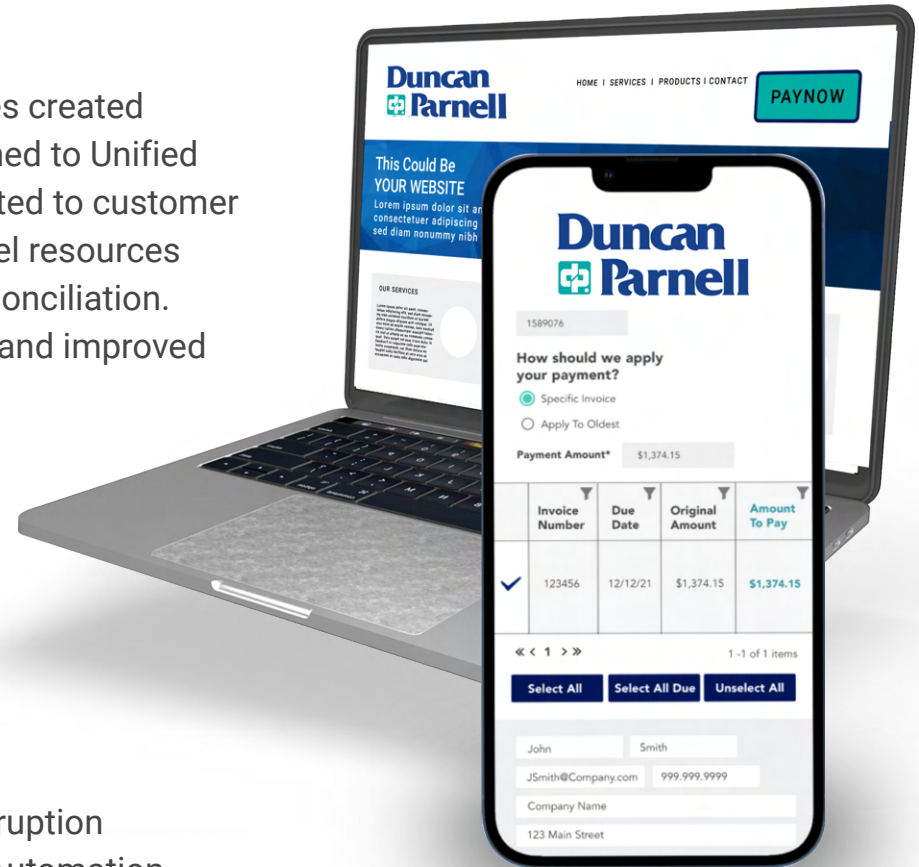 es created
ned to Unified
ted to customer
el resources
conciliation.
and improved
Duncan
Parnell
HOME I SERVICES I PRODUCTS I CONTACT
PAYNOW
This Could Be
YOUR WEBSITE
Lorem ipsum dolor sit am
consectetuer adipiscing
sed diam nonummy nibh
OUR SERVICES
Duncan
Parnell
1589076
How should we apply
your payment?
Specific Invoice
Apply To Oldest
Payment Amount* $1,374.15
Invoice Number Due Date Original Amount Amount To Pay
123456 12/12/21 $1,374.15 $1,374.15
« < 1 > » 1 -1 of 1 items
Select All Select All Due Unselect All
John Smith
JSmith@Company.com 999.999.9999
Company Name
123 Main Street
ruption
automation